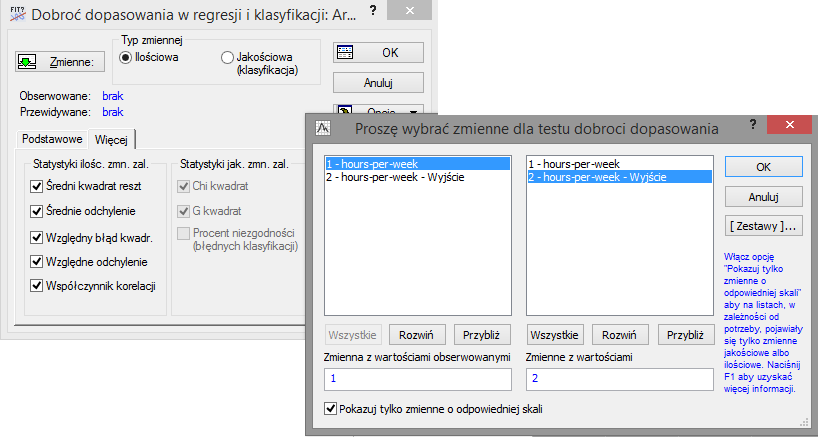 FIT?
Dobroć dopasowania w regresji i klasyfikacji: Ar...
? ×
Zmienne:
Typ zmiennej
Ilościowa
Jakościowa
(klasyfikacja)
OK
Anuluj
Opcje
Obserwowane: brak
Przewidywane: brak
Podstawowe
Więcej
Statystyki ilośc. zmn. zal.
Średni kwadrat reszt
Średnie odchylenie
Względny błąd kwadr.
Względne odchylenie
Współczynnik korelacji
Statystyki jak. zmn. zal.
Chi kwadrat
G kwadrat
Procent niezgodności
(błędnych klasyfikacji)
Proszę wybrać zmienne dla testu dobroci dopasowania
? ×
1 - hours-per-week
2 - hours-per-week - Wyjście
1 - hours-per-week
2 - hours-per-week - Wyjście
OK
Anuluj
[ Zestawy ]...
Włącz opcję
"Pokazuj tylko
zmienne o
odpowiedniej skali"
aby na listach, w
zależności od
potrzeby, pojawiały
się tylko zmienne
jakościowe albo
ilościowe. Naciśnij
F1 aby uzyskać
więcej informacji.
Wszystkie
Rozwiń
Przybliż
Wszystkie
Rozwiń
Przybliż
Zmienna z wartościami obserwowanymi
1
Zmienne z wartościami
2
Pokazuj tylko zmienne o odpowiedniej skali